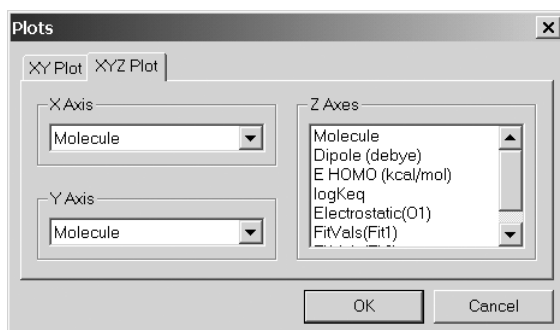 Plots
XY Plot
XYZ Plot
X Axis
Molecule
Y Axis
Molecule
Z Axes
Molecule
Dipole (debye)
E HOMO (kcal/mol)
logKeq
Electrostatic(O1)
FitVals(Fit1)
OK
Cancel